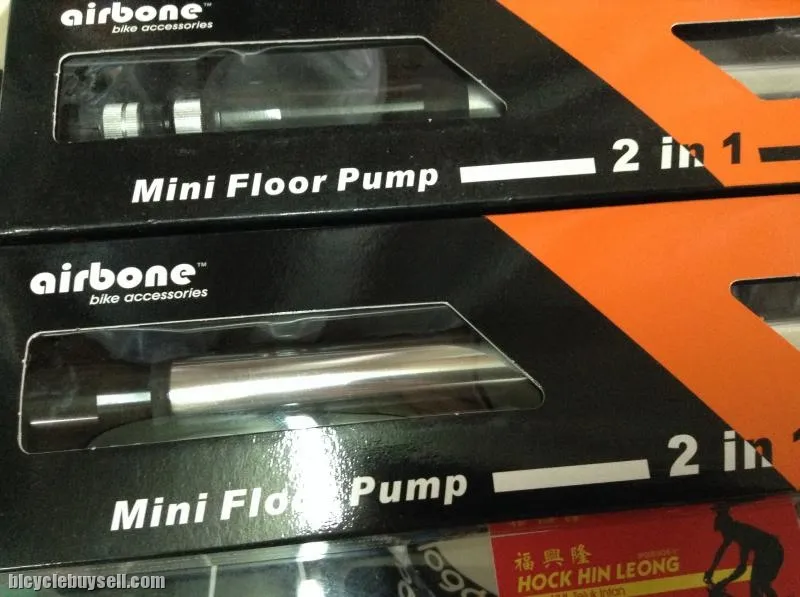 airbone™
bike accessories
Mini Floor Pump
2 in 1
airbone™
bike accessories
Mini Floor Pump
2 in 1
福興隆
HOCK HIN LEONG
bicyclebuysell.com